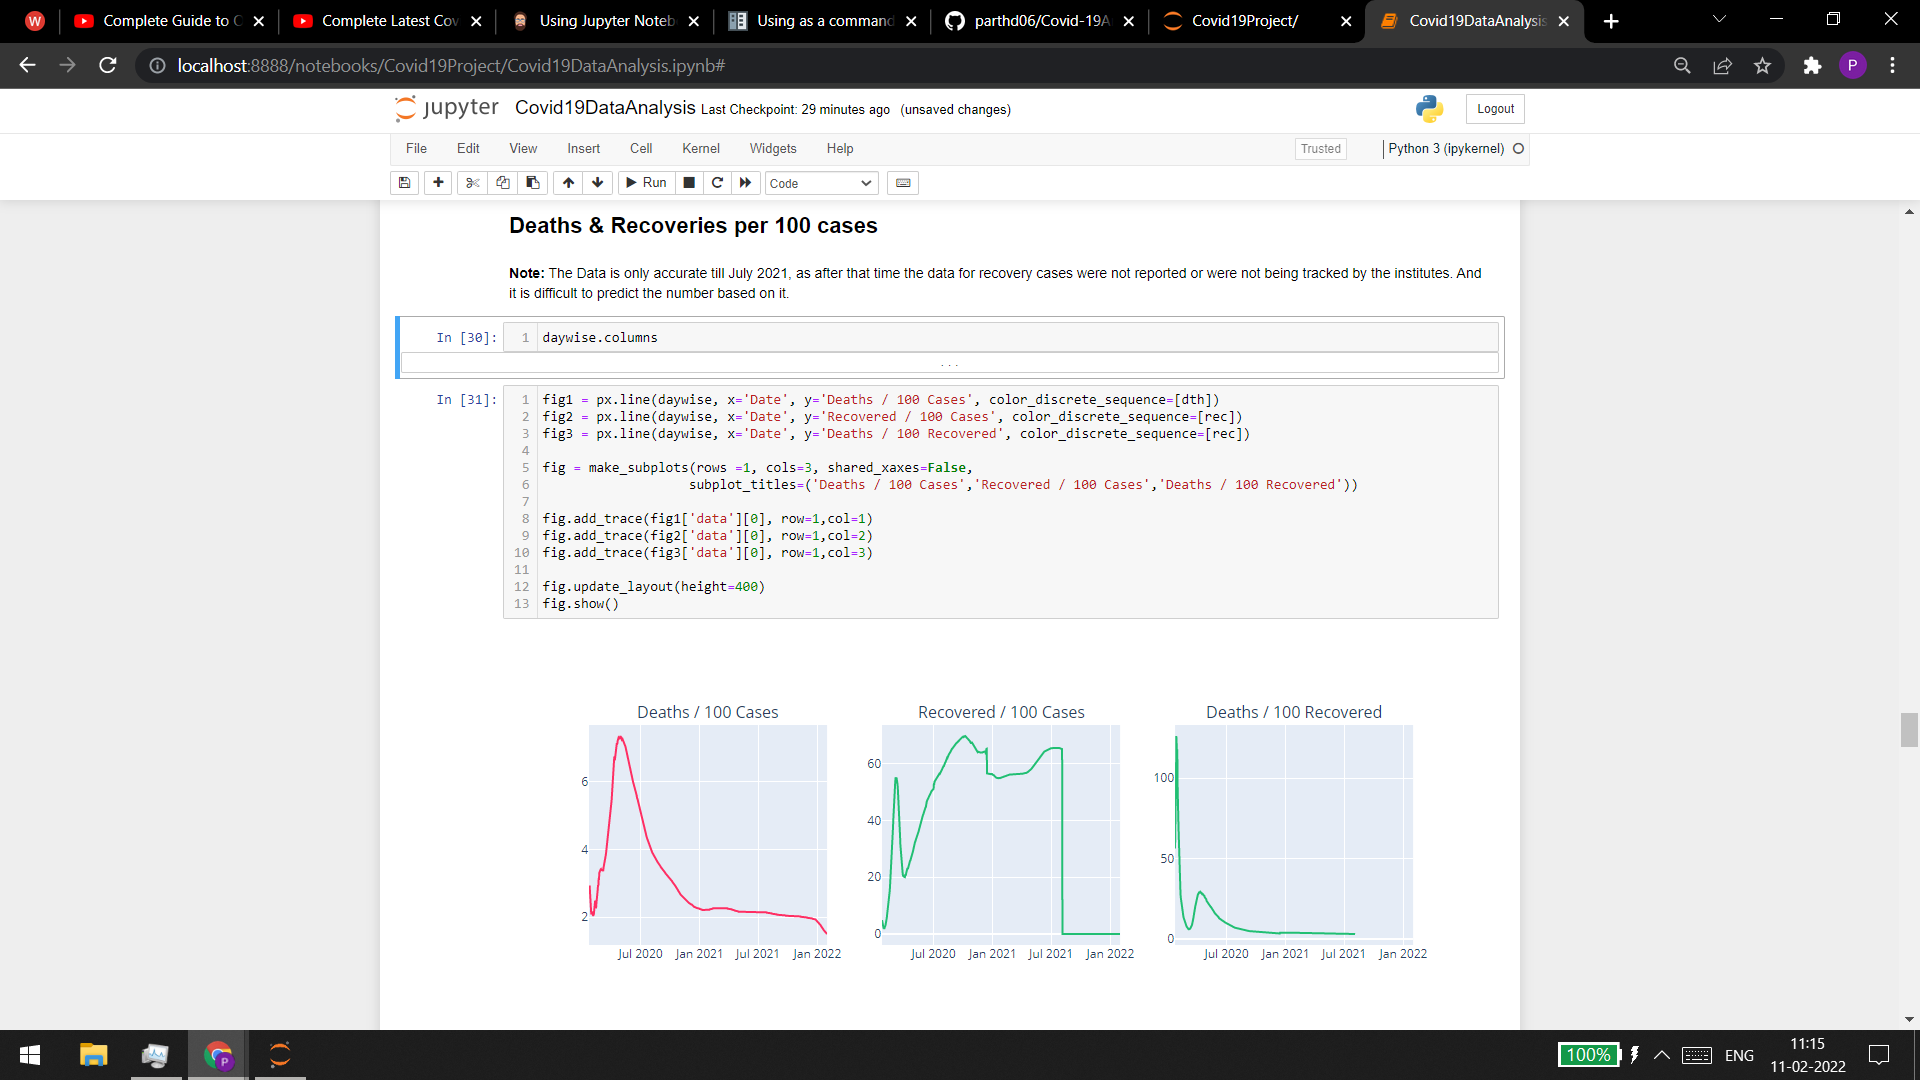 W
Complete Guide to C
Complete Latest Cov
Using Jupyter Noteb
Using as a command
parthd06/Covid-19A
Covid19Project/
Covid19DataAnalysis
localhost:8888/notebooks/Covid19Project/Covid19DataAnalysis.ipynb#
P
jupyter Covid19DataAnalysis Last Checkpoint: 29 minutes ago (unsaved changes)
Logout
File Edit View Insert Cell Kernel Widgets Help
Trusted
Python 3 (ipykernel)
Run
Code
Deaths & Recoveries per 100 cases
Note: The Data is only accurate till July 2021, as after that time the data for recovery cases were not reported or were not being tracked by the institutes. And
it is difficult to predict the number based on it.
In [30]: 1 daywise.columns
...
In [31]: 1 fig1 = px.line(daywise, x='Date', y='Deaths / 100 Cases', color_discrete_sequence=[dth])
2 fig2 = px.line(daywise, x='Date', y='Recovered / 100 Cases', color_discrete_sequence=[rec])
3 fig3 = px.line(daywise, x='Date', y='Deaths / 100 Recovered', color_discrete_sequence=[rec])
4
5 fig = make_subplots(rows =1, cols=3, shared_xaxes=False,
6 subplot_titles=('Deaths / 100 Cases','Recovered / 100 Cases','Deaths / 100 Recovered'))
7
8 fig.add_trace(fig1['data'][0], row=1,col=1)
9 fig.add_trace(fig2['data'][0], row=1,col=2)
10 fig.add_trace(fig3['data'][0], row=1,col=3)
11
12 fig.update_layout(height=400)
13 fig.show()
Deaths / 100 Cases
6
4
2
Jul 2020 Jan 2021 Jul 2021 Jan 2022
Recovered / 100 Cases
60
40
20
0
Jul 2020 Jan 2021 Jul 2021 Jan 2022
Deaths / 100 Recovered
100
50
0
Jul 2020 Jan 2021 Jul 2021 Jan 2022
P
100%
ENG
11:15
11-02-2022